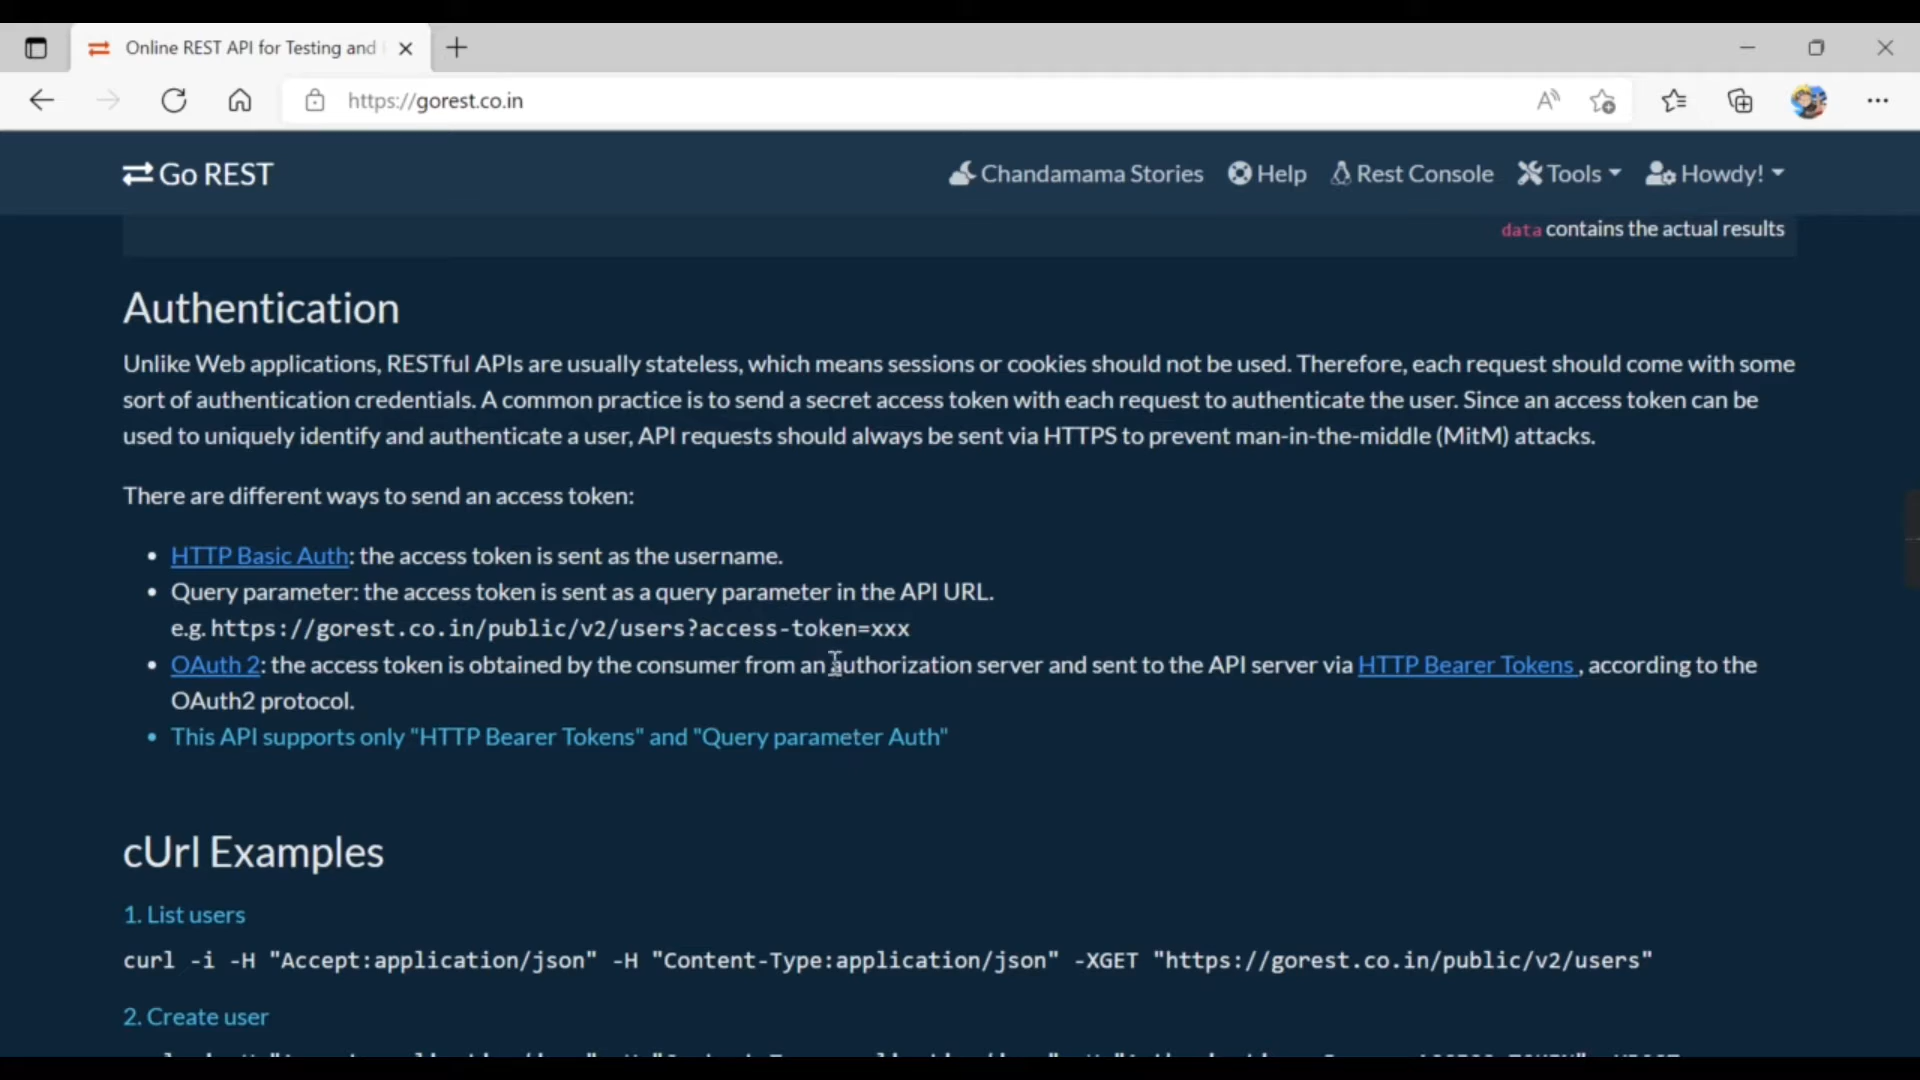 Online REST API for Testing and
https://gorest.co.in
Go REST
Chandamama Stories
Help
Rest Console
Tools
Howdy!
data contains the actual results
Authentication
Unlike Web applications, RESTful APIs are usually stateless, which means sessions or cookies should not be used. Therefore, each request should come with some
sort of authentication credentials. A common practice is to send a secret access token with each request to authenticate the user. Since an access token can be
used to uniquely identify and authenticate a user, API requests should always be sent via HTTPS to prevent man-in-the-middle (MitM) attacks.
There are different ways to send an access token:
• HTTP Basic Auth: the access token is sent as the username.
• Query parameter: the access token is sent as a query parameter in the API URL.
e.g. https://gorest.co.in/public/v2/users?access-token=xxx
• OAuth 2: the access token is obtained by the consumer from an authorization server and sent to the API server via HTTP Bearer Tokens , according to the
OAuth2 protocol.
• This API supports only "HTTP Bearer Tokens" and "Query parameter Auth"
cUrl Examples
1. List users
curl -i -H "Accept:application/json" -H "Content-Type:application/json" -XGET "https://gorest.co.in/public/v2/users"
2. Create user